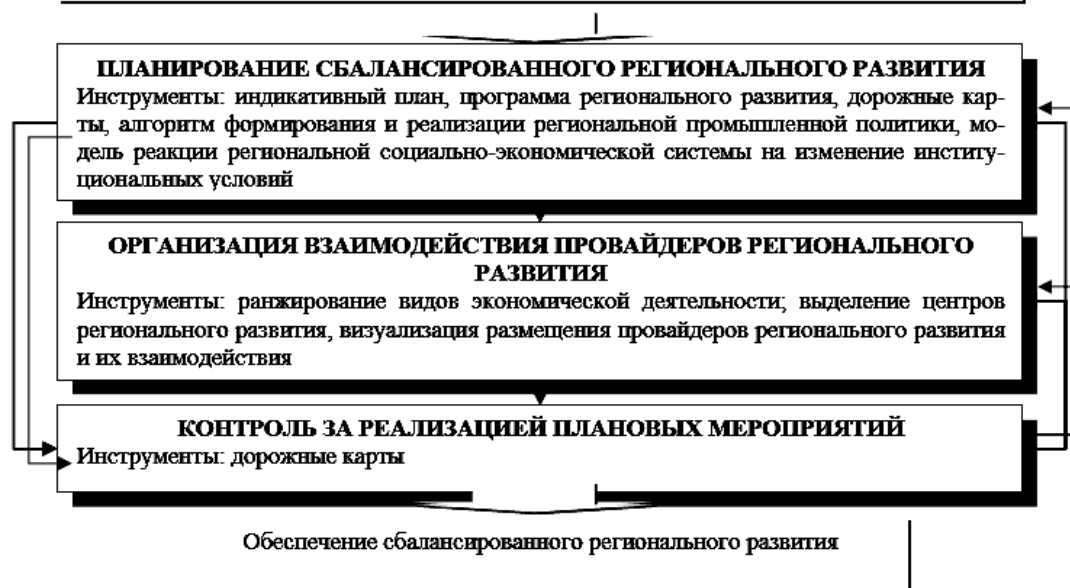 ПЛАНИРОВАНИЕ СБАЛАНСИРОВАННОГО РЕГИОНАЛЬНОГО РАЗВИТИЯ
Инструменты: индикативный план, программа регионального развития, дорожные кар-
ты, алгоритм формирования и реализации региональной промышленной политики, мо-
дель реакции региональной социально-экономической системы на изменение институ-
циональных условий
ОРГАНИЗАЦИЯ ВЗАИМОДЕЙСТВИЯ ПРОВАЙДЕРОВ РЕГИОНАЛЬНОГО
РАЗВИТИЯ
Инструменты: ранжирование видов экономической деятельности; выделение центров
регионального развития, визуализация размещения провайдеров регионального развития
и их взаимодействия
КОНТРОЛЬ ЗА РЕАЛИЗАЦИЕЙ ПЛАНОВЫХ МЕРОПРИЯТИЙ
Инструменты: дорожные карты
Обеспечение сбалансированного регионального развития